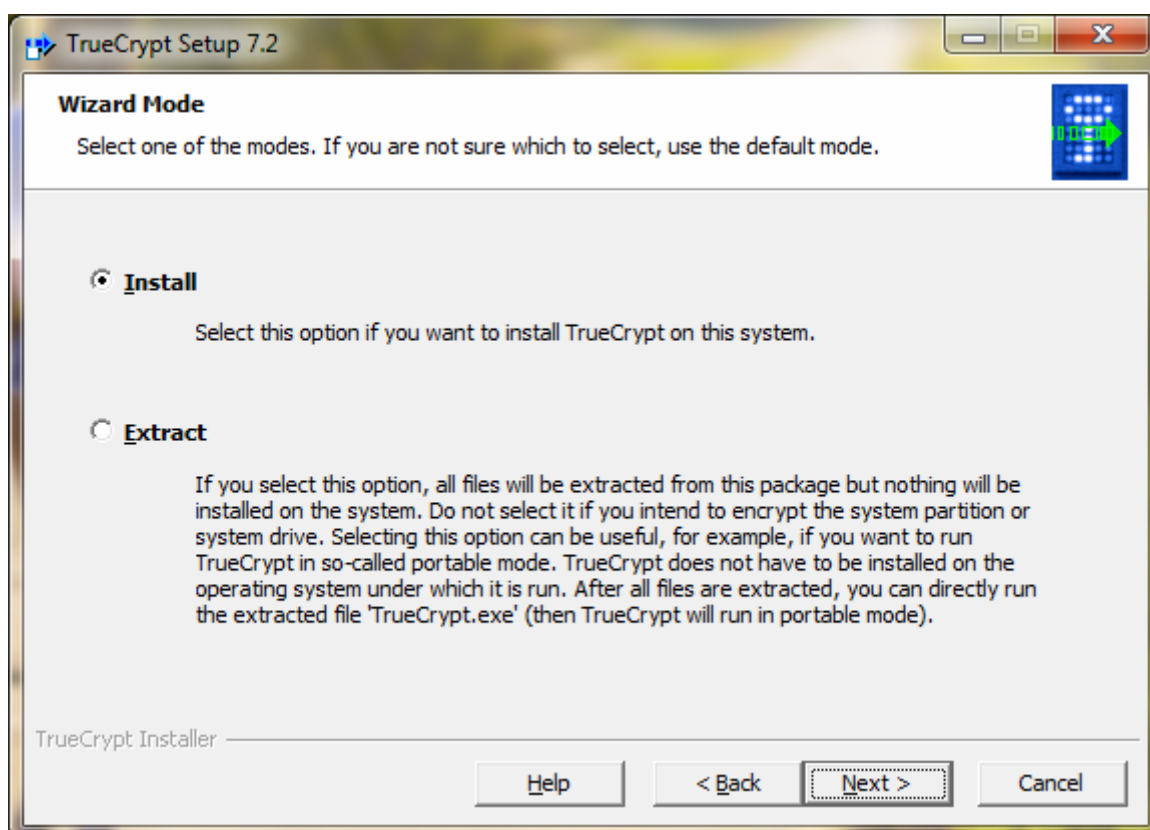 TrueCrypt Setup 7.2
Wizard Mode
Select one of the modes. If you are not sure which to select, use the default mode.
Install
Select this option if you want to install TrueCrypt on this system.
Extract
If you select this option, all files will be extracted from this package but nothing will be
installed on the system. Do not select it if you intend to encrypt the system partition or
system drive. Selecting this option can be useful, for example, if you want to run
TrueCrypt in so-called portable mode. TrueCrypt does not have to be installed on the
operating system under which it is run. After all files are extracted, you can directly run
the extracted file 'TrueCrypt.exe' (then TrueCrypt will run in portable mode).
TrueCrypt Installer
Help < Back Next > Cancel